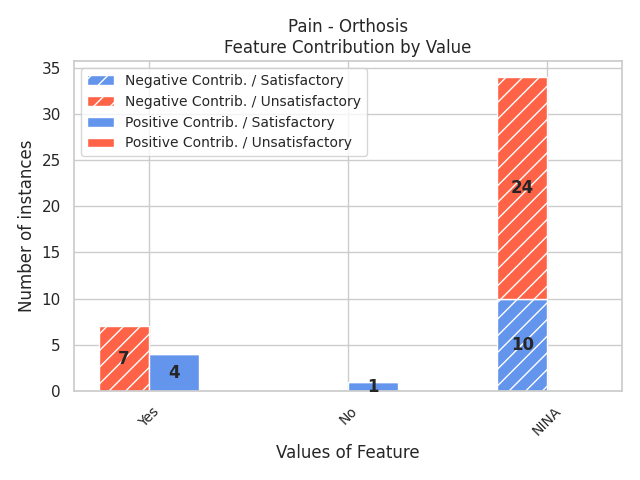 Pain - Orthosis
Feature Contribution by Value
Negative Contrib. / Satisfactory
Negative Contrib. / Unsatisfactory
Positive Contrib. / Satisfactory
Positive Contrib. / Unsatisfactory
Number of instances
35
30
25
20
15
10
5
0
7
4
1
24
10
Yes
No
NINA
Values of Feature